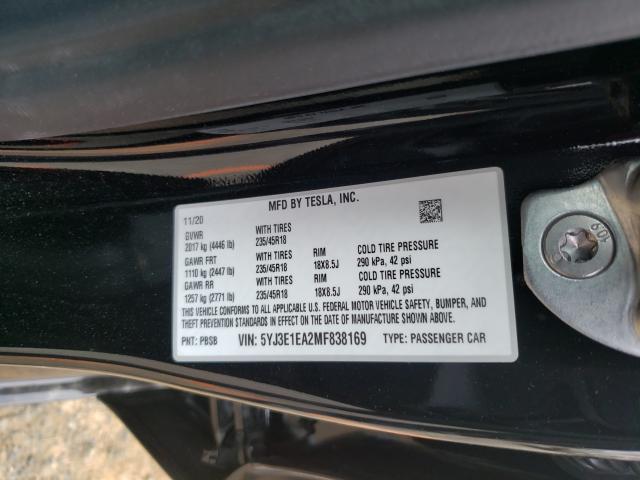 MFD BY TESLA, INC.
11/20
GVWR WITH TIRES
2017 kg (4446 lb) 235/45R18
GAWR FRT WITH TIRES RIM COLD TIRE PRESSURE
1110 kg (2447 lb) 235/45R18 18X8.5J 290 kPa, 42 psi
GAWR RR WITH TIRES RIM COLD TIRE PRESSURE
1257 kg (2771 lb) 235/45R18 18X8.5J 290 kPa, 42 psi
THIS VEHICLE CONFORMS TO ALL APPLICABLE U.S. FEDERAL MOTOR VEHICLE SAFETY, BUMPER, AND
THEFT PREVENTION STANDARDS IN EFFECT ON THE DATE OF MANUFACTURE SHOWN ABOVE.
PNT: PBSB VIN: 5YJ3E1EA2MF838169 TYPE: PASSENGER CAR
10.9